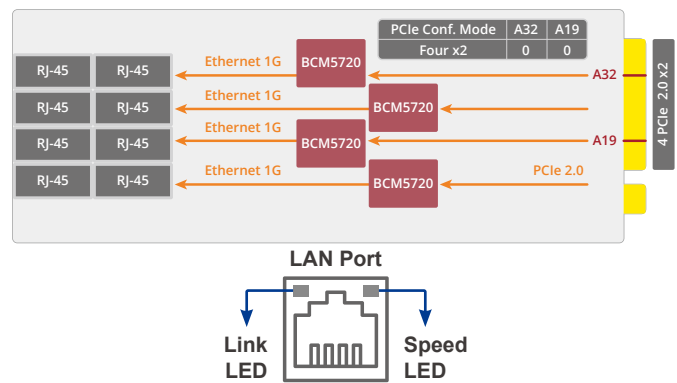 PCIe Conf. Mode A32 A19
Four x2 0 0
RJ-45 RJ-45 Ethernet 1G BCM5720 A32
RJ-45 RJ-45 Ethernet 1G BCM5720
RJ-45 RJ-45 Ethernet 1G BCM5720 A19
RJ-45 RJ-45 Ethernet 1G BCM5720 PCIe 2.0
4 PCIe 2.0 x2
LAN Port
Link
LED
Speed
LED